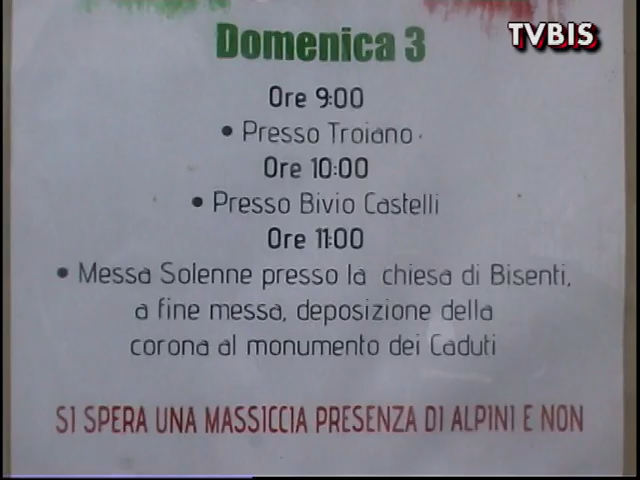 TVBIS
Domenica 3
Ore 9:00
• Presso Troiano
Ore 10:00
• Presso Bivio Castelli
Ore 11:00
• Messa Solenne presso la chiesa di Bisenti,
a fine messa, deposizione della
corona al monumento dei Caduti
SI SPERA UNA MASSICCIA PRESENZA DI ALPINI E NON